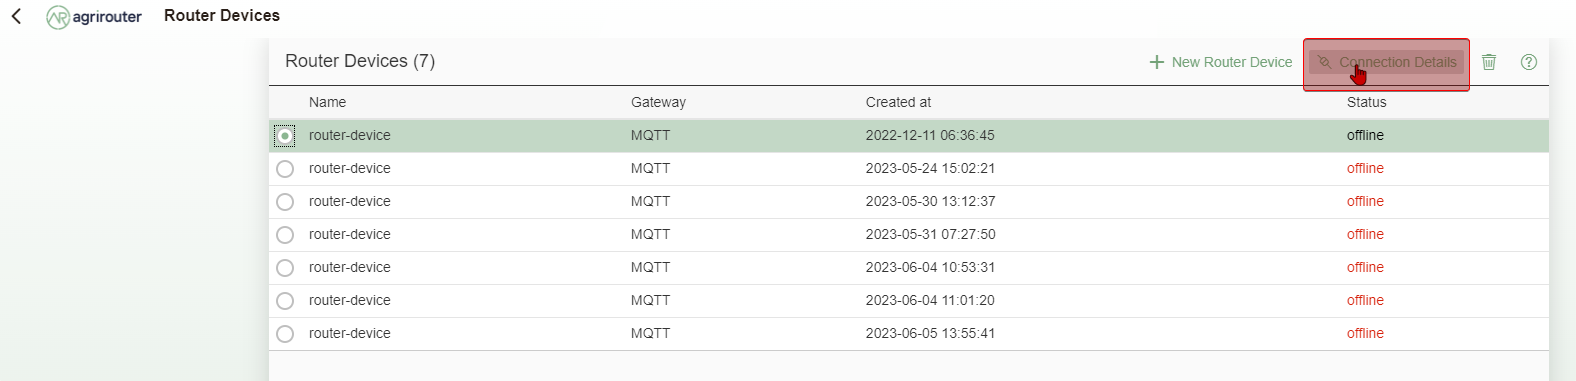 agrirouter Router Devices
Router Devices (7) New Router Device Connection Details
Name Gateway Created at Status
router-device MQTT 2022-12-11 06:36:45 offline
router-device MQTT 2023-05-24 15:02:21 offline
router-device MQTT 2023-05-30 13:12:37 offline
router-device MQTT 2023-05-31 07:27:50 offline
router-device MQTT 2023-06-04 10:53:31 offline
router-device MQTT 2023-06-04 11:01:20 offline
router-device MQTT 2023-06-05 13:55:41 offline